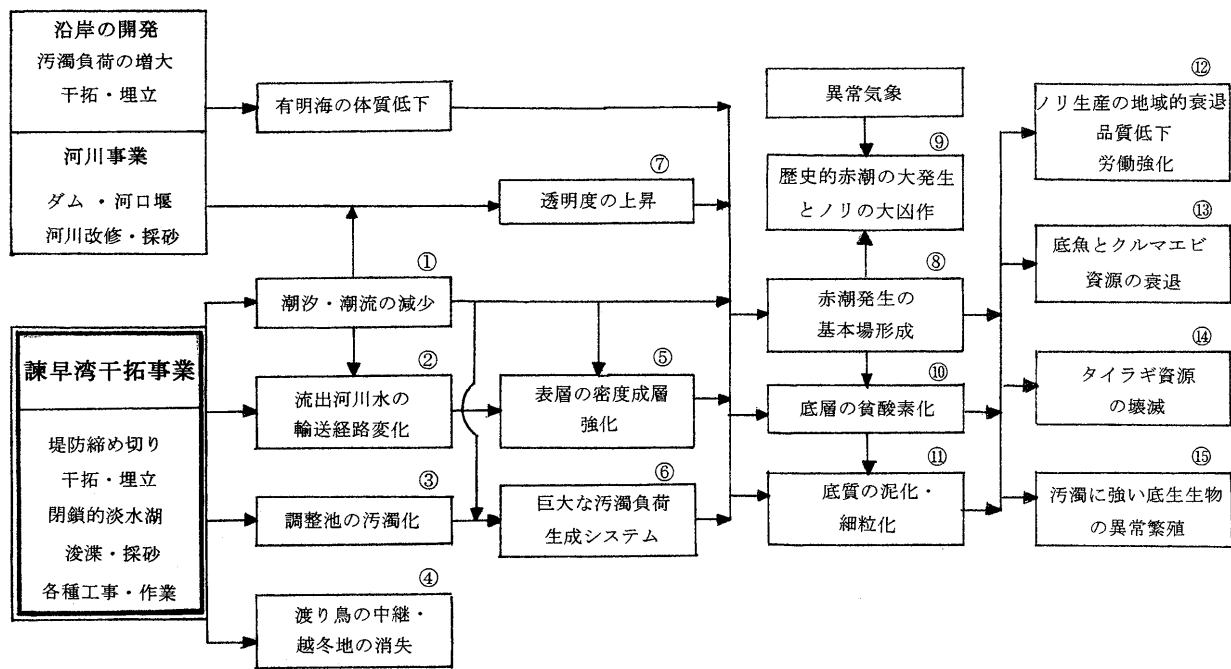 沿岸の開発
汚濁負荷の増大
干拓・埋立
河川事業
ダム・河口堰
河川改修・採砂
諫早湾干拓事業
堤防締め切り
干拓・埋立
閉鎖的淡水湖
浚渫・採砂
各種工事・作業
有明海の体質低下
①
潮汐・潮流の減少
②
流出河川水の
輸送経路変化
③
調整池の汚濁化
④
渡り鳥の中継・
越冬地の消失
⑦
透明度の上昇
⑤
表層の密度成層
強化
⑥
巨大な汚濁負荷
生成システム
異常気象
⑨
歴史的赤潮の大発生
とノリの大凶作
⑧
赤潮発生の
基本場形成
⑩
底層の貧酸素化
⑪
底質の泥化・
細粒化
⑫
ノリ生産の地域的衰退
品質低下
労働強化
⑬
底魚とクルマエビ
資源の衰退
⑭
タイラギ資源
の壊滅
⑮
汚濁に強い底生生物
の異常繁殖